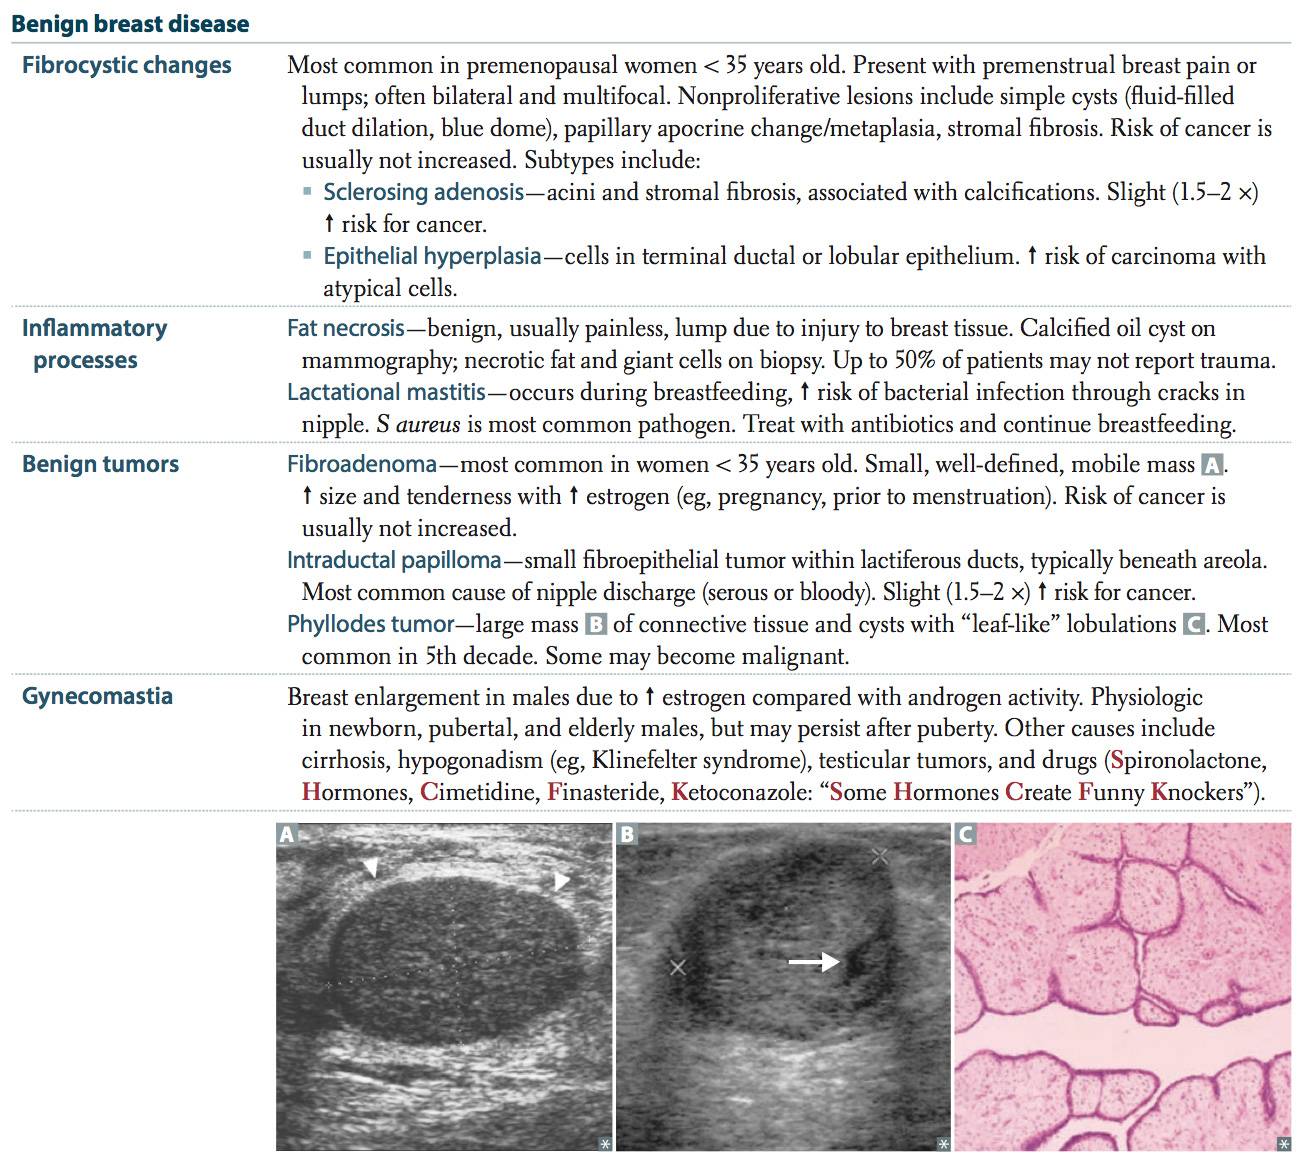 Benign breast disease
Fibrocystic changes
Most common in premenopausal women < 35 years old. Present with premenstrual breast pain or
lumps; often bilateral and multifocal. Nonproliferative lesions include simple cysts (fluid-filled
duct dilation, blue dome), papillary apocrine change/metaplasia, stromal fibrosis. Risk of cancer is
usually not increased. Subtypes include:
▪ Sclerosing adenosis—acini and stromal fibrosis, associated with calcifications. Slight (1.5–2 ×)
↑ risk for cancer.
▪ Epithelial hyperplasia—cells in terminal ductal or lobular epithelium. ↑ risk of carcinoma with
atypical cells.
Inflammatory
processes
Fat necrosis—benign, usually painless, lump due to injury to breast tissue. Calcified oil cyst on
mammography; necrotic fat and giant cells on biopsy. Up to 50% of patients may not report trauma.
Lactational mastitis—occurs during breastfeeding, ↑ risk of bacterial infection through cracks in
nipple. S aureus is most common pathogen. Treat with antibiotics and continue breastfeeding.
Benign tumors
Fibroadenoma—most common in women < 35 years old. Small, well-defined, mobile mass A.
↑ size and tenderness with ↑ estrogen (eg, pregnancy, prior to menstruation). Risk of cancer is
usually not increased.
Intraductal papilloma—small fibroepithelial tumor within lactiferous ducts, typically beneath areola.
Most common cause of nipple discharge (serous or bloody). Slight (1.5–2 ×) ↑ risk for cancer.
Phyllodes tumor—large mass B of connective tissue and cysts with “leaf-like” lobulations C. Most
common in 5th decade. Some may become malignant.
Gynecomastia
Breast enlargement in males due to ↑ estrogen compared with androgen activity. Physiologic
in newborn, pubertal, and elderly males, but may persist after puberty. Other causes include
cirrhosis, hypogonadism (eg, Klinefelter syndrome), testicular tumors, and drugs (Spironolactone,
Hormones, Cimetidine, Finasteride, Ketoconazole: “Some Hormones Create Funny Knockers”).
A
B
C